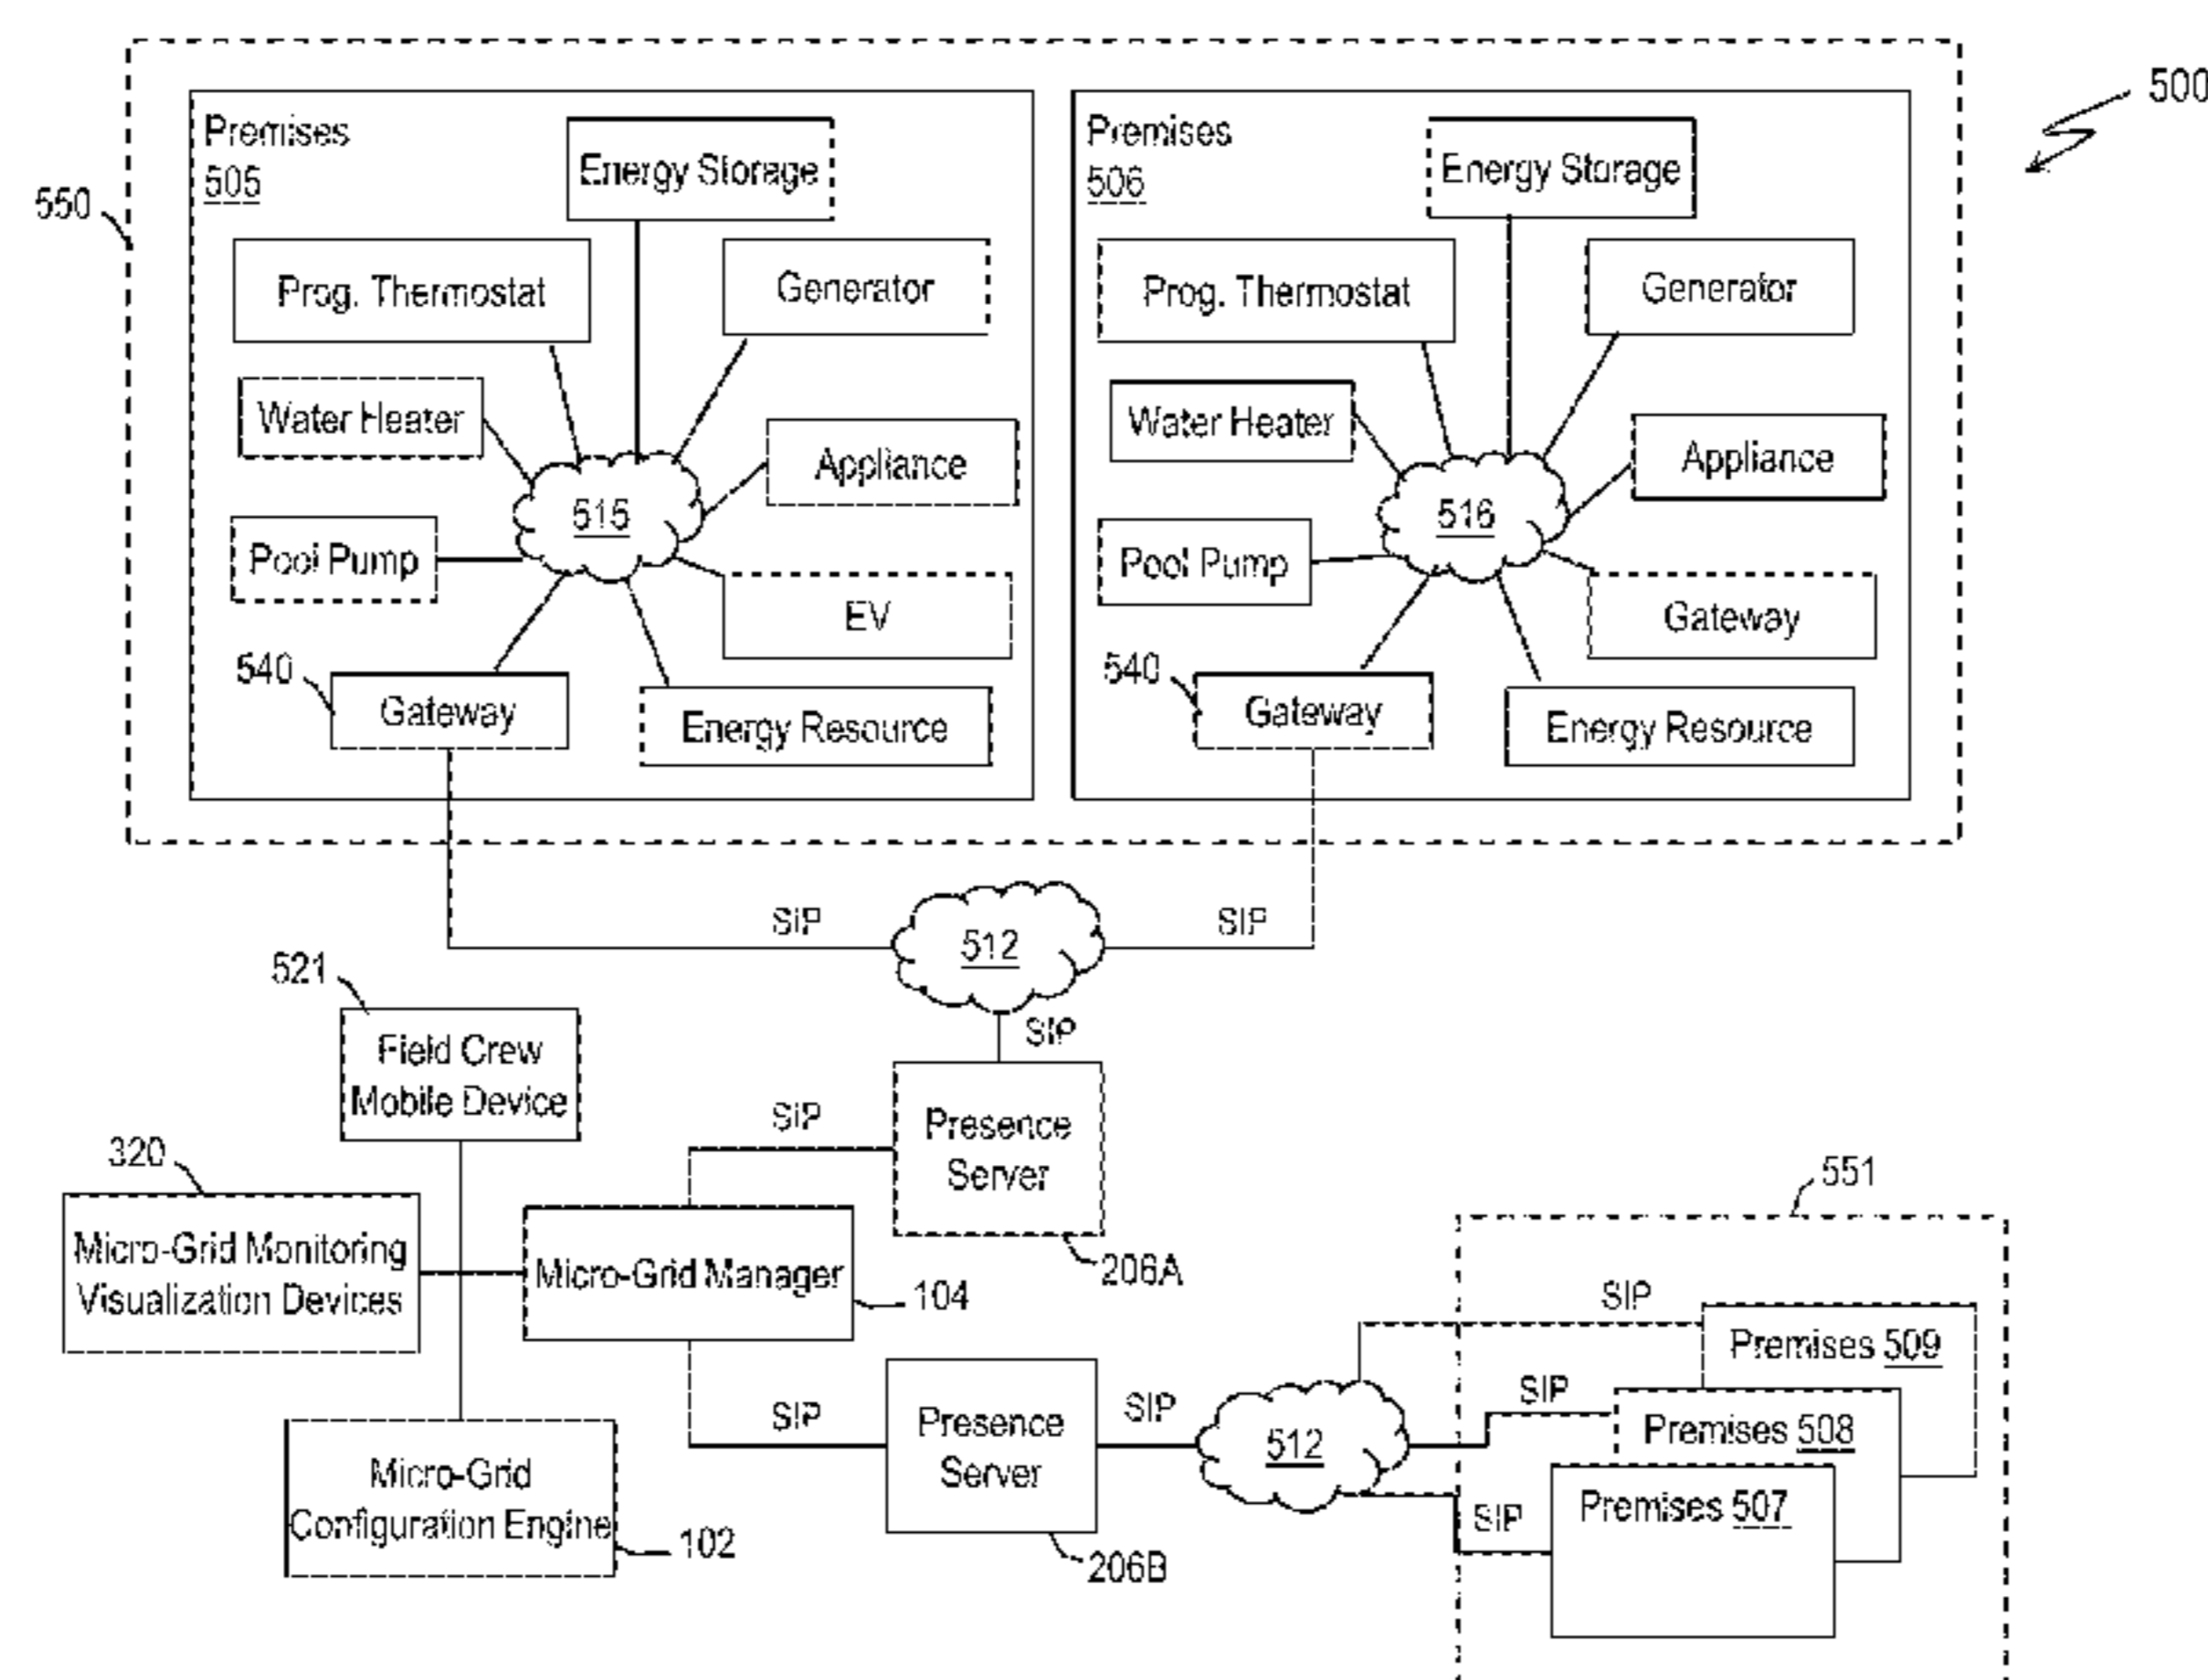 500
550
Premises
505
Energy Storage
Prog. Thermostat
Generator
Water Heater
Appliance
515
Pool Pump
EV
540
Gateway
Energy Resource
Premises
506
Energy Storage
Prog. Thermostat
Generator
Water Heater
Appliance
516
Pool Pump
Gateway
540
Gateway
Energy Resource
SIP
512
SIP
SIP
521
Field Crew
Mobile Device
SIP
Presence
Server
206A
320
Micro-Grid Monitoring
Visualization Devices
Micro-Grid Manager
104
551
SIP
Premises 509
SIP
Premises 508
SIP
Premises 507
SIP
Presence
Server
206B
SIP
512
Micro-Grid
Configuration Engine
102